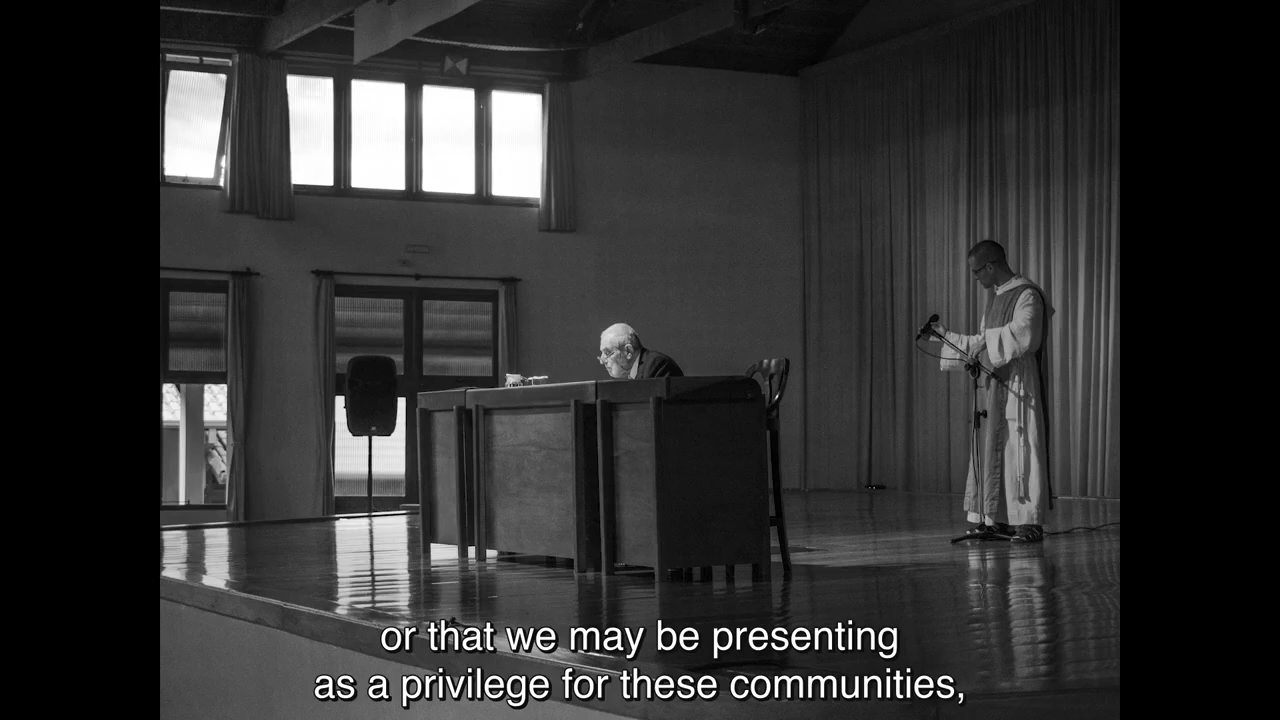 or that we may be presenting
as a privilege for these communities,